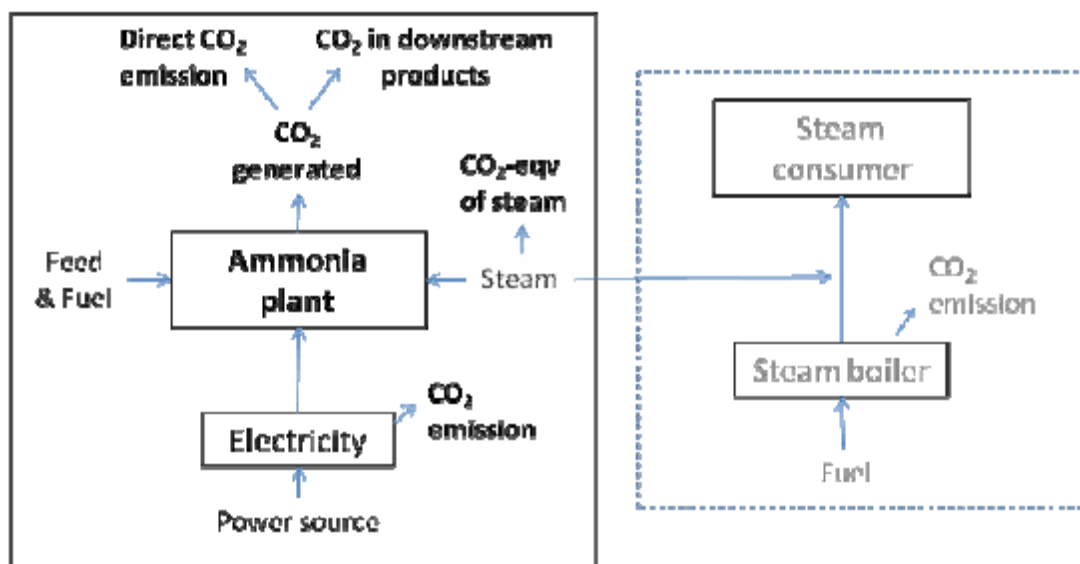 Direct CO₂
emission
CO₂ in downstream
products
CO₂
generated
CO₂-eqv
of steam
Feed
& Fuel
Ammonia
plant
Steam
Electricity
CO₂
emission
Power source
Steam
consumer
CO₂
emission
Steam boiler
Fuel